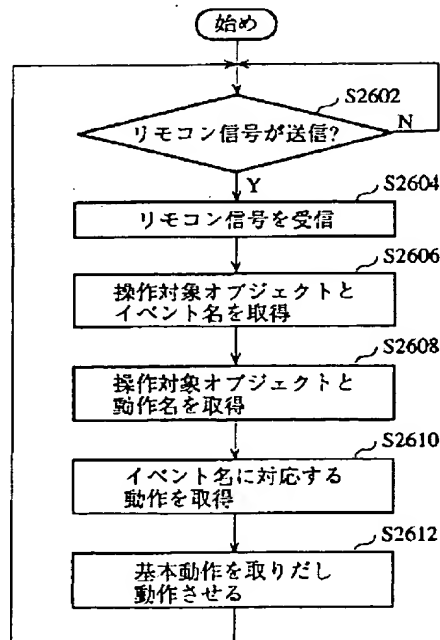 始め
S2602
リモコン信号が送信?
N
Y
S2604
リモコン信号を受信
S2606
操作対象オブジェクトと
イベント名を取得
S2608
操作対象オブジェクトと
動作名を取得
S2610
イベント名に対応する
動作を取得
S2612
基本動作を取りだし
動作させる